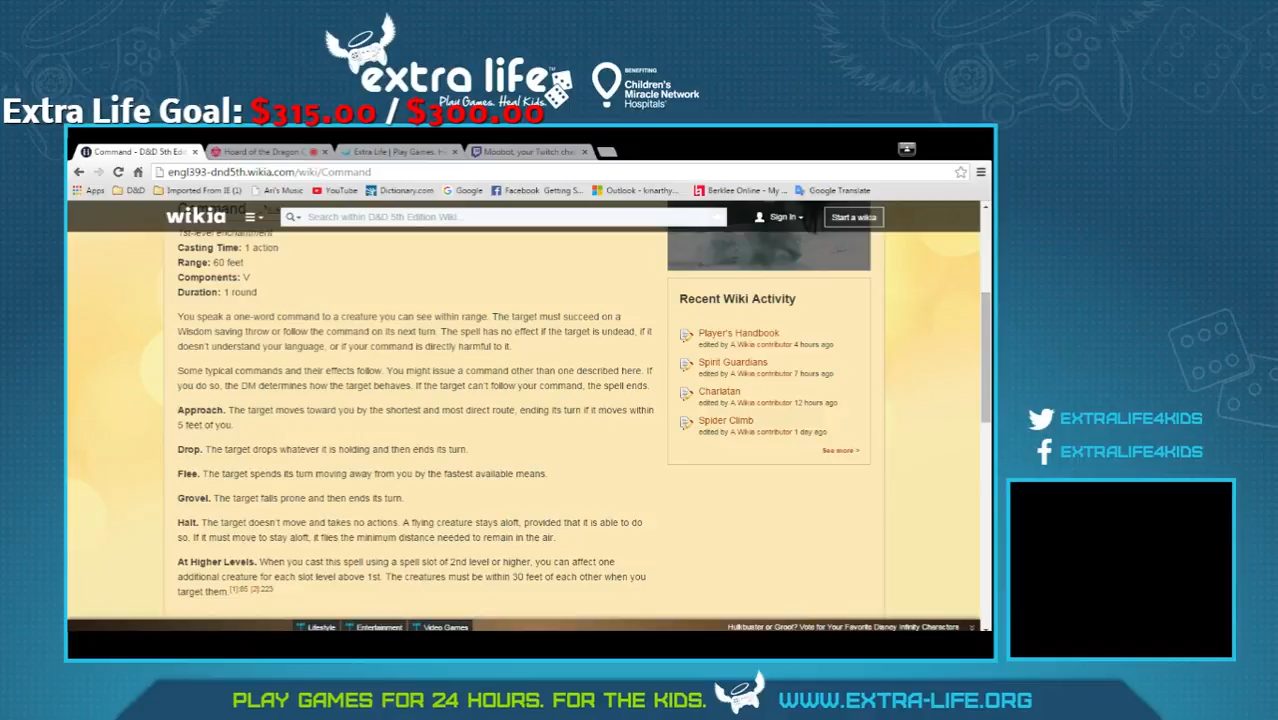 extra life™
Play Games. Heal Kids.
BENEFITING
Children's
Miracle Network
Hospitals®
Extra Life Goal: $315.00 / $300.00
Command - D&D 5th Edi
Hoard of the Dragon
Extra Life | Play Games. H
Moobot, your Twitch cha
engl393-dnd5th.wikia.com/wiki/Command
Apps D&D Imported From IE (1) Ari's Music YouTube Dictionary.com Google Facebook Getting S... Outlook - kinarthy... Berklee Online - My ... Google Translate
Command
wikia Search within D&D 5th Edition Wiki... Sign In Start a wikia
1st-level enchantment
Casting Time: 1 action
Range: 60 feet
Components: V
Duration: 1 round
You speak a one-word command to a creature you can see within range. The target must succeed on a
Wisdom saving throw or follow the command on its next turn. The spell has no effect if the target is undead, if it
doesn't understand your language, or if your command is directly harmful to it.
Some typical commands and their effects follow. You might issue a command other than one described here. If
you do so, the DM determines how the target behaves. If the target can't follow your command, the spell ends.
Approach. The target moves toward you by the shortest and most direct route, ending its turn if it moves within
5 feet of you.
Drop. The target drops whatever it is holding and then ends its turn.
Flee. The target spends its turn moving away from you by the fastest available means.
Grovel. The target falls prone and then ends its turn.
Halt. The target doesn't move and takes no actions. A flying creature stays aloft, provided that it is able to do
so. If it must move to stay aloft, it flies the minimum distance needed to remain in the air.
At Higher Levels. When you cast this spell using a spell slot of 2nd level or higher, you can affect one
additional creature for each slot level above 1st. The creatures must be within 30 feet of each other when you
target them.[1]:85 [2]:223
Recent Wiki Activity
Player's Handbook
edited by A Wikia contributor 4 hours ago
Spirit Guardians
edited by A Wikia contributor 7 hours ago
Charlatan
edited by A Wikia contributor 12 hours ago
Spider Climb
edited by A Wikia contributor 1 day ago
See more >
Lifestyle Entertainment Video Games
Hulkbuster or Groot? Vote for Your Favorite Disney Infinity Characters
EXTRALIFE4KIDS
EXTRALIFE4KIDS
PLAY GAMES FOR 24 HOURS. FOR THE KIDS. WWW.EXTRA-LIFE.ORG